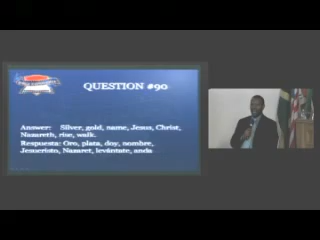 QUESTION #90
Answer: Silver, gold, name, Jesus, Christ,
Nazareth, rise, walk.
Respuesta: Oro, plata, doy, nombre,
Jesucristo, Nazaret, levántate, anda